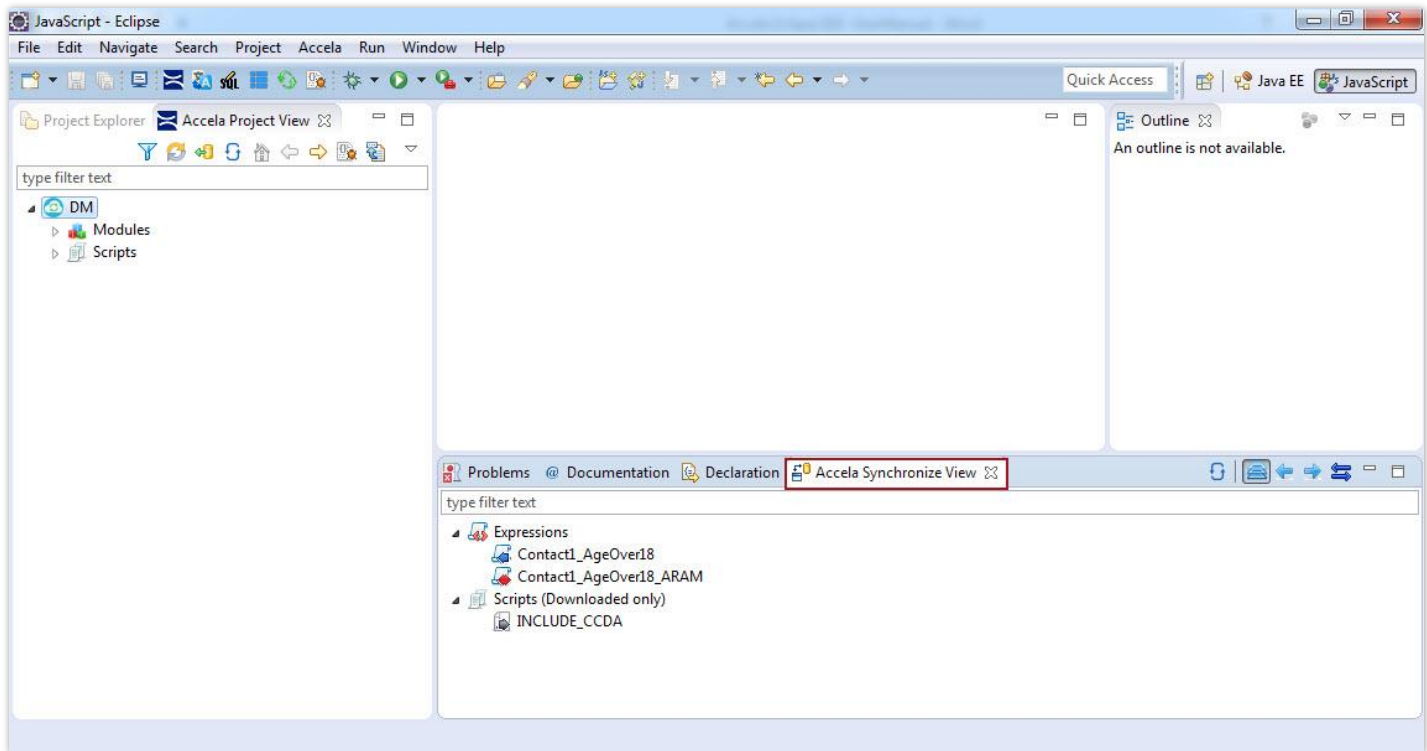 JavaScript - Eclipse
File Edit Navigate Search Project Accela Run Window Help
SQL
Quick Access
Java EE
JavaScript
Project Explorer
Accela Project View
type filter text
DM
Modules
Scripts
Outline
An outline is not available.
Problems
@ Documentation
Declaration
Accela Synchronize View
type filter text
Expressions
Contact1_AgeOver18
Contact1_AgeOver18_ARAM
Scripts (Downloaded only)
INCLUDE_CCDA